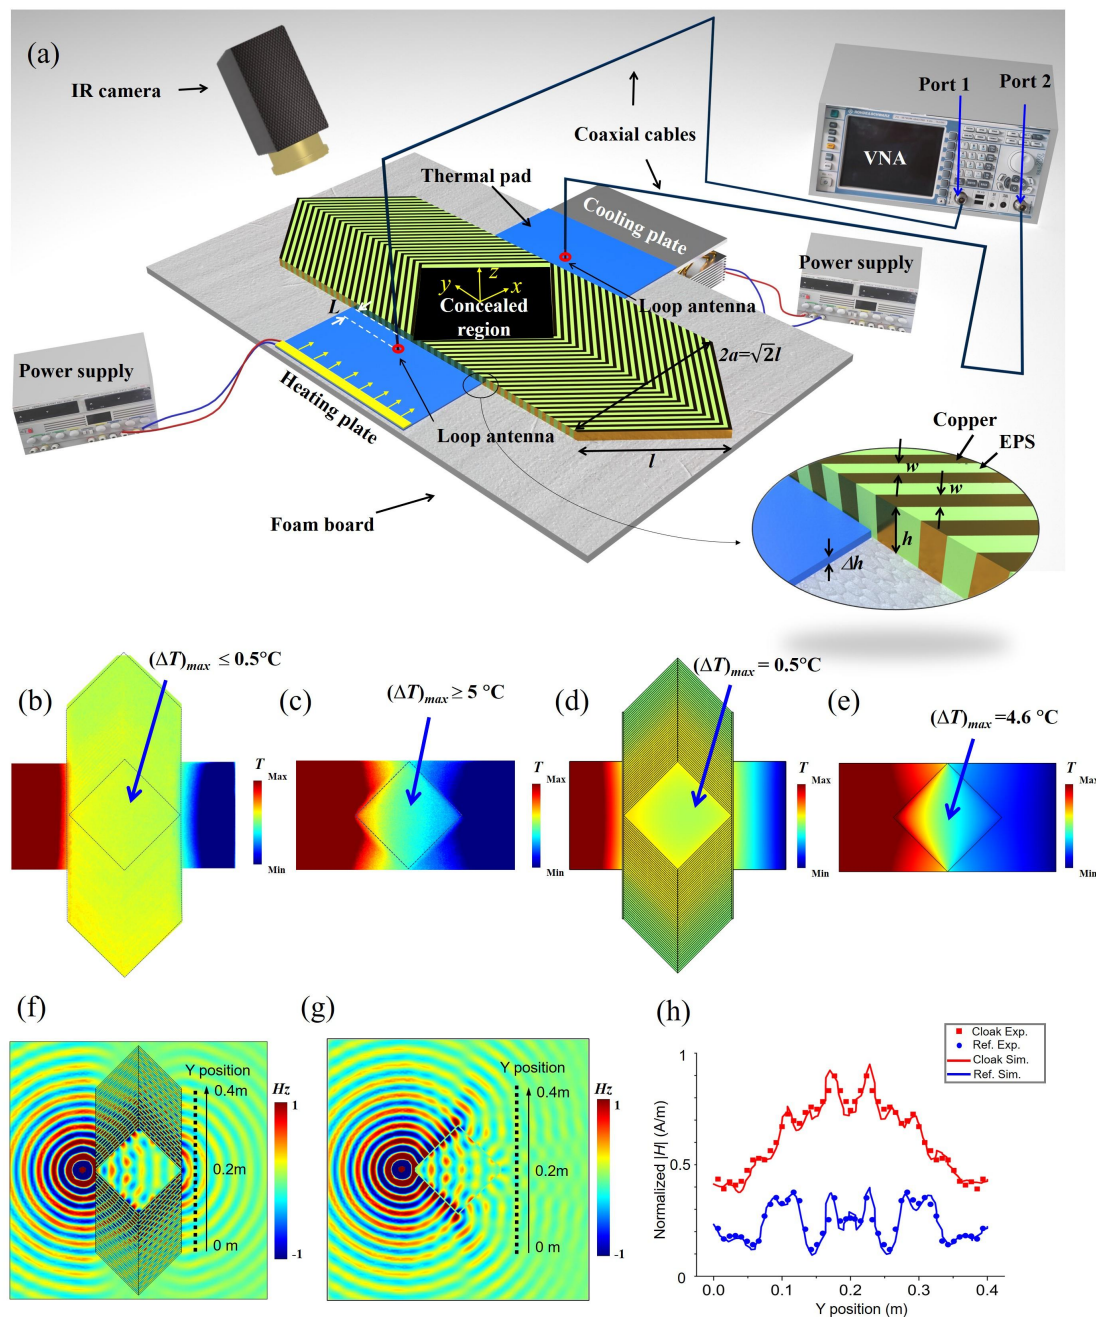 (a)
IR camera
Coaxial cables
Port 1
Port 2
VNA
Thermal pad
Cooling plate
Power supply
z
y
x
Concealed
region
Loop antenna
L
2a=√2l
Power supply
Heating plate
Loop antenna
l
Copper
EPS
w
w
h
Δh
Foam board
(b)
(ΔT)max ≤ 0.5°C
T
Max
Min
(c)
(ΔT)max ≥ 5 °C
T
Max
Min
(d)
(ΔT)max = 0.5°C
T
Max
Min
(e)
(ΔT)max =4.6 °C
T
Max
Min
(f)
Y position
0.4m
0.2m
0 m
Hz
1
-1
(g)
Y position
0.4m
0.2m
0 m
Hz
1
-1
(h)
Cloak Exp.
Ref. Exp.
Cloak Sim.
Ref. Sim.
Normalized |H| (A/m)
1
0.5
0
0.0
0.1
0.2
0.3
0.4
Y position (m)